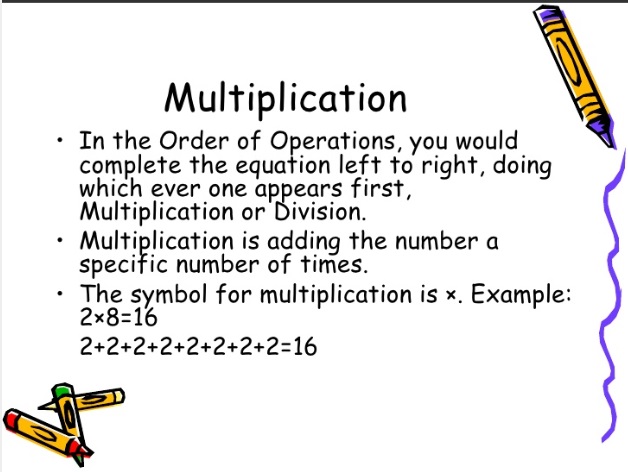 Multiplication
• In the Order of Operations, you would
complete the equation left to right, doing
which ever one appears first,
Multiplication or Division.
• Multiplication is adding the number a
specific number of times.
• The symbol for multiplication is ×. Example:
2×8=16
2+2+2+2+2+2+2+2=16